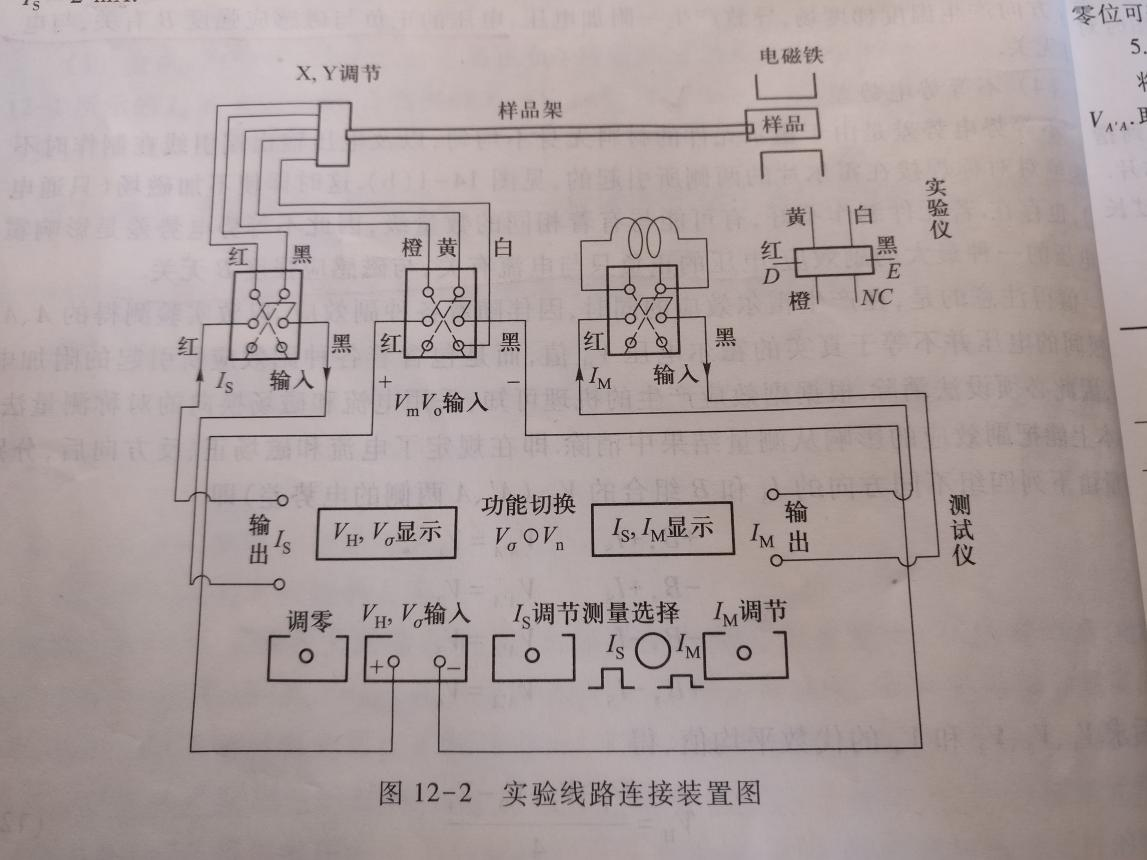 零位可
5.
电磁铁
X, Y调节
样品架
样品
实验仪
黄 白
红 黑
D E
橙 NC
红 黑
橙 黄 白
红 黑
红 黑
红 黑
I_S 输入
+ −
V_m V_o 输入
I_M 输入
测试仪
输出 I_S
V_H, V_σ显示
功能切换
V_σ V_n
I_S, I_M显示
I_M 输出
调零
V_H, V_σ输入
I_S调节
测量选择
I_M调节
+ −
I_S I_M
图 12-2 实验线路连接装置图